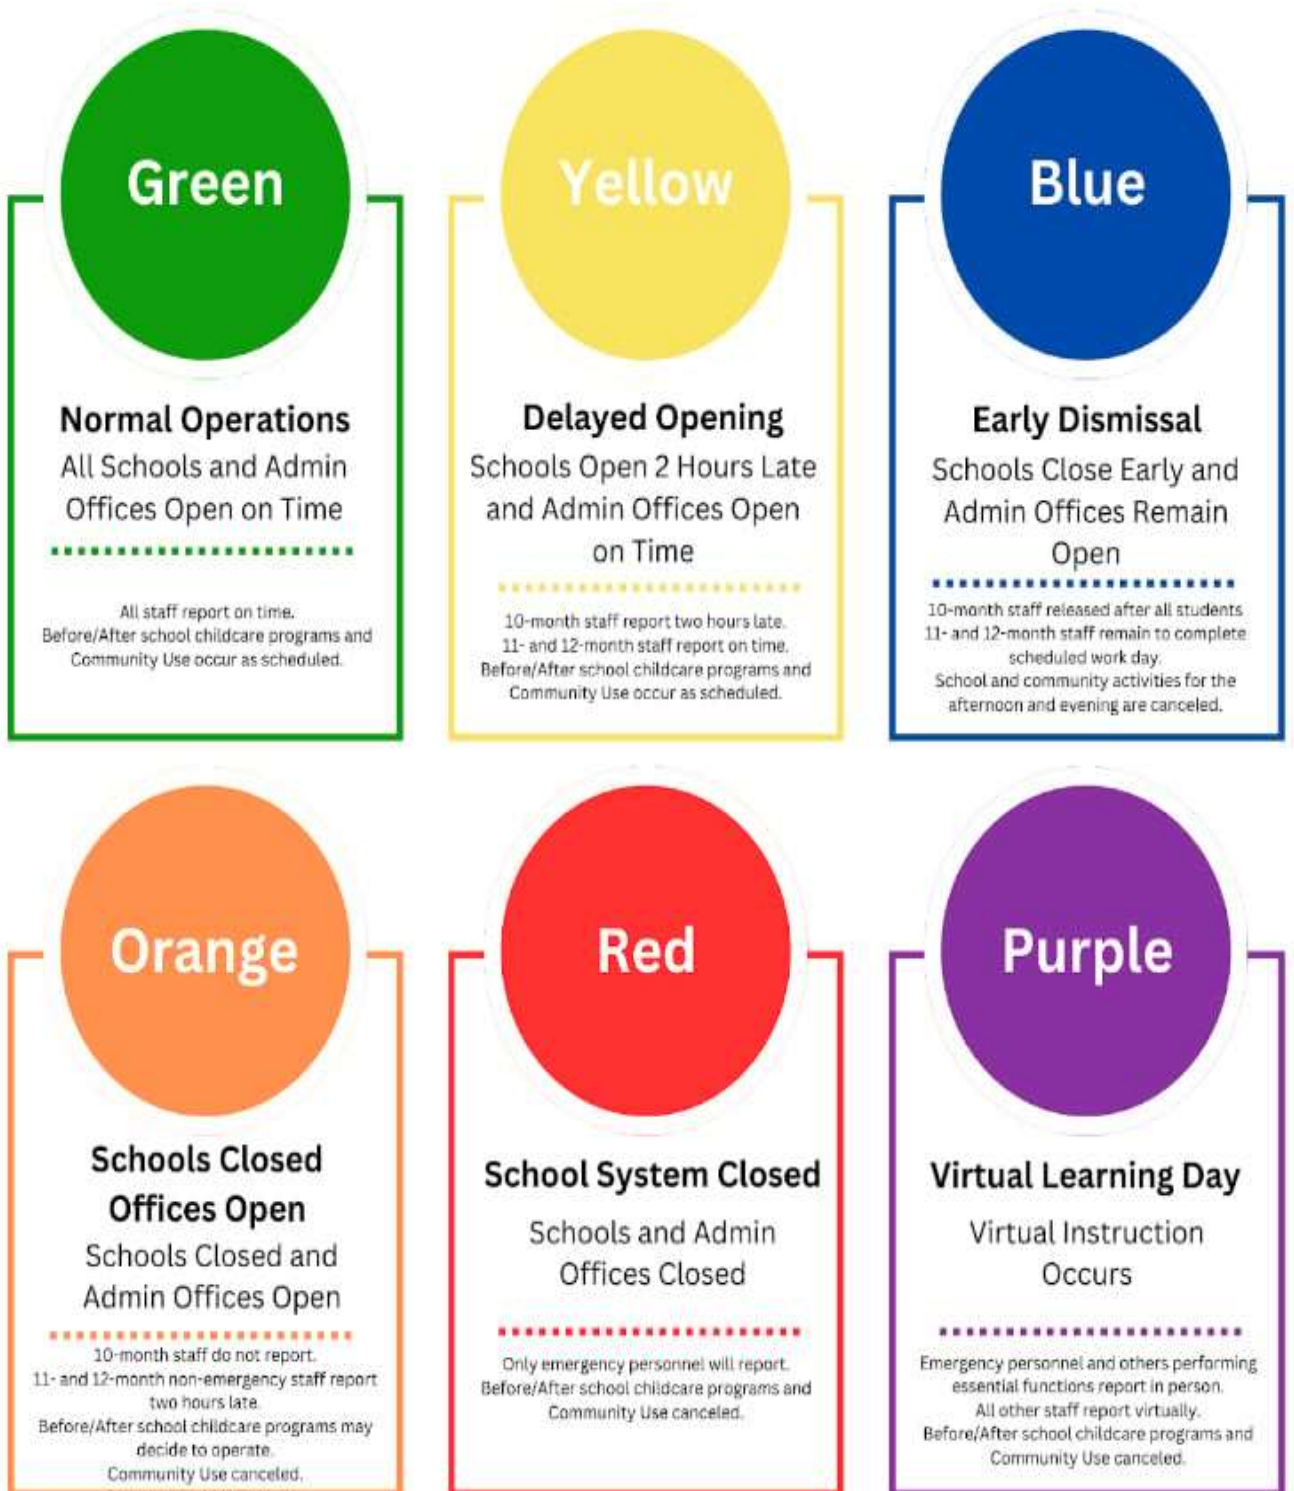 Green
Normal Operations
All Schools and Admin
Offices Open on Time
All staff report on time.
Before/After school childcare programs and
Community Use occur as scheduled.
Yellow
Delayed Opening
Schools Open 2 Hours Late
and Admin Offices Open
on Time
10-month staff report two hours late.
11- and 12-month staff report on time.
Before/After school childcare programs and
Community Use occur as scheduled.
Blue
Early Dismissal
Schools Close Early and
Admin Offices Remain
Open
10-month staff released after all students
11- and 12-month staff remain to complete
scheduled work day.
School and community activities for the
afternoon and evening are canceled.
Orange
Schools Closed
Offices Open
Schools Closed and
Admin Offices Open
10-month staff do not report.
11- and 12-month non-emergency staff report
two hours late.
Before/After school childcare programs may
decide to operate.
Community Use canceled.
Red
School System Closed
Schools and Admin
Offices Closed
Only emergency personnel will report.
Before/After school childcare programs and
Community Use canceled.
Purple
Virtual Learning Day
Virtual Instruction
Occurs
Emergency personnel and others performing
essential functions report in person.
All other staff report virtually.
Before/After school childcare programs and
Community Use canceled.